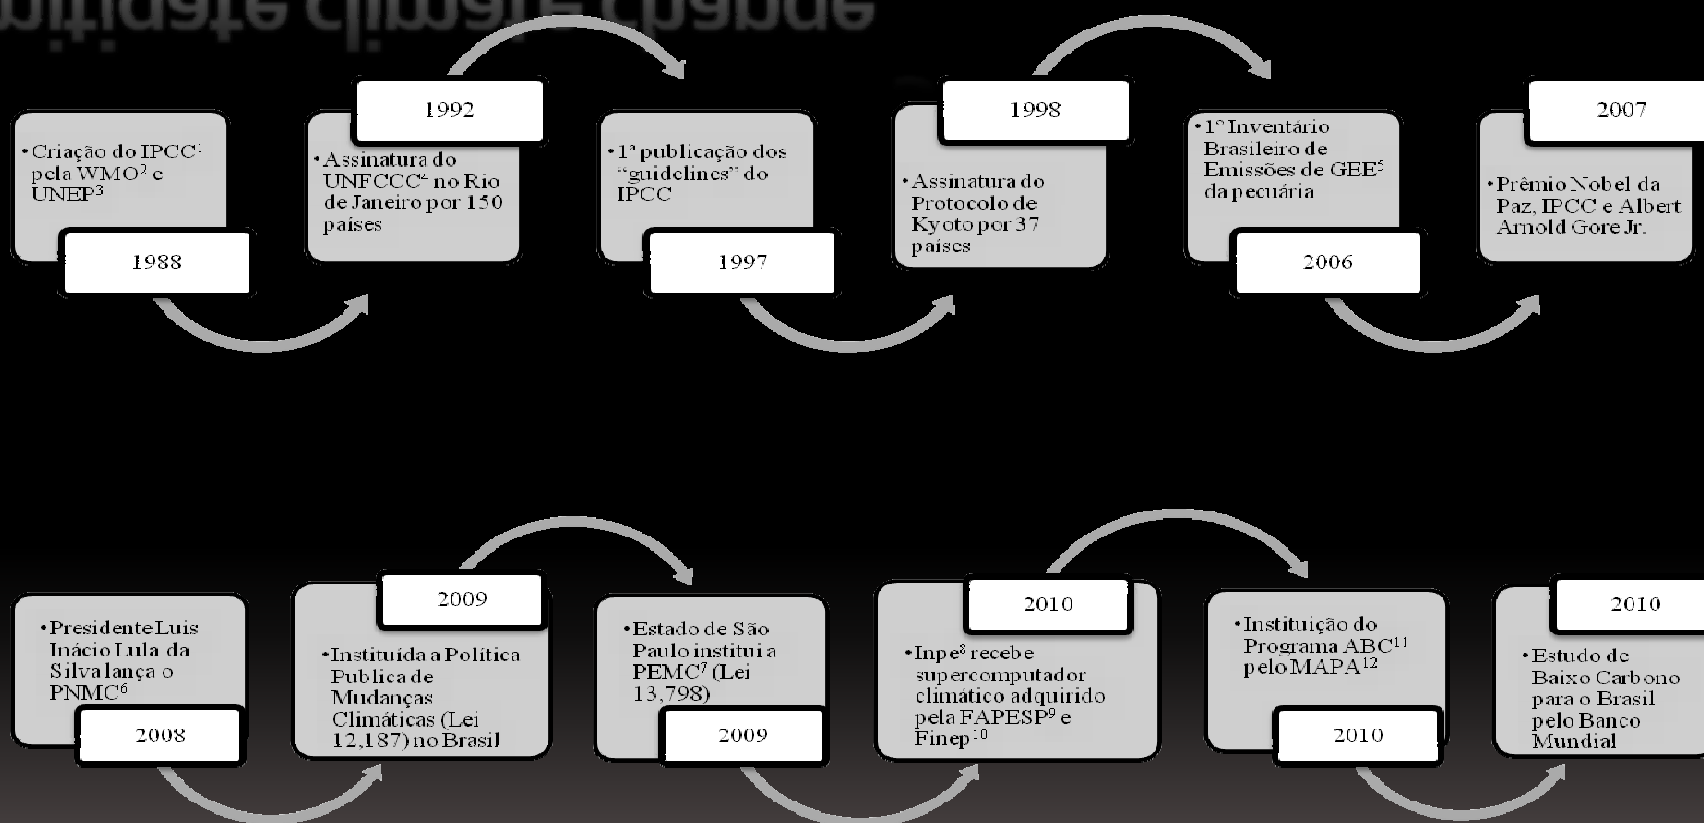 mitigate climate change
1992
1998
2007
•Criação do IPCC¹
pela WMO² e
UNEP³
1988
•Assinatura do
UNFCCC⁴ no Rio
de Janeiro por 150
países
•1ª publicação dos
“guidelines” do
IPCC
1997
•Assinatura do
Protocolo de
Kyoto por 37
países
•1º Inventário
Brasileiro de
Emissões de GEE⁵
da pecuária
2006
•Prêmio Nobel da
Paz, IPCC e Albert
Arnold Gore Jr.
•Presidente Luis
Inácio Lula da
Silva lança o
PNMC⁶
2008
2009
•Instituída a Política
Publica de
Mudanças
Climáticas (Lei
12,187) no Brasil
•Estado de São
Paulo institui a
PEMC⁷ (Lei
13,798)
2009
2010
•Inpe⁸ recebe
supercomputador
climático adquirido
pela FAPESP⁹ e
Finep¹⁰
•Instituição do
Programa ABC¹¹
pelo MAPA¹²
2010
2010
•Estudo de
Baixo Carbono
para o Brasil
pelo Banco
Mundial